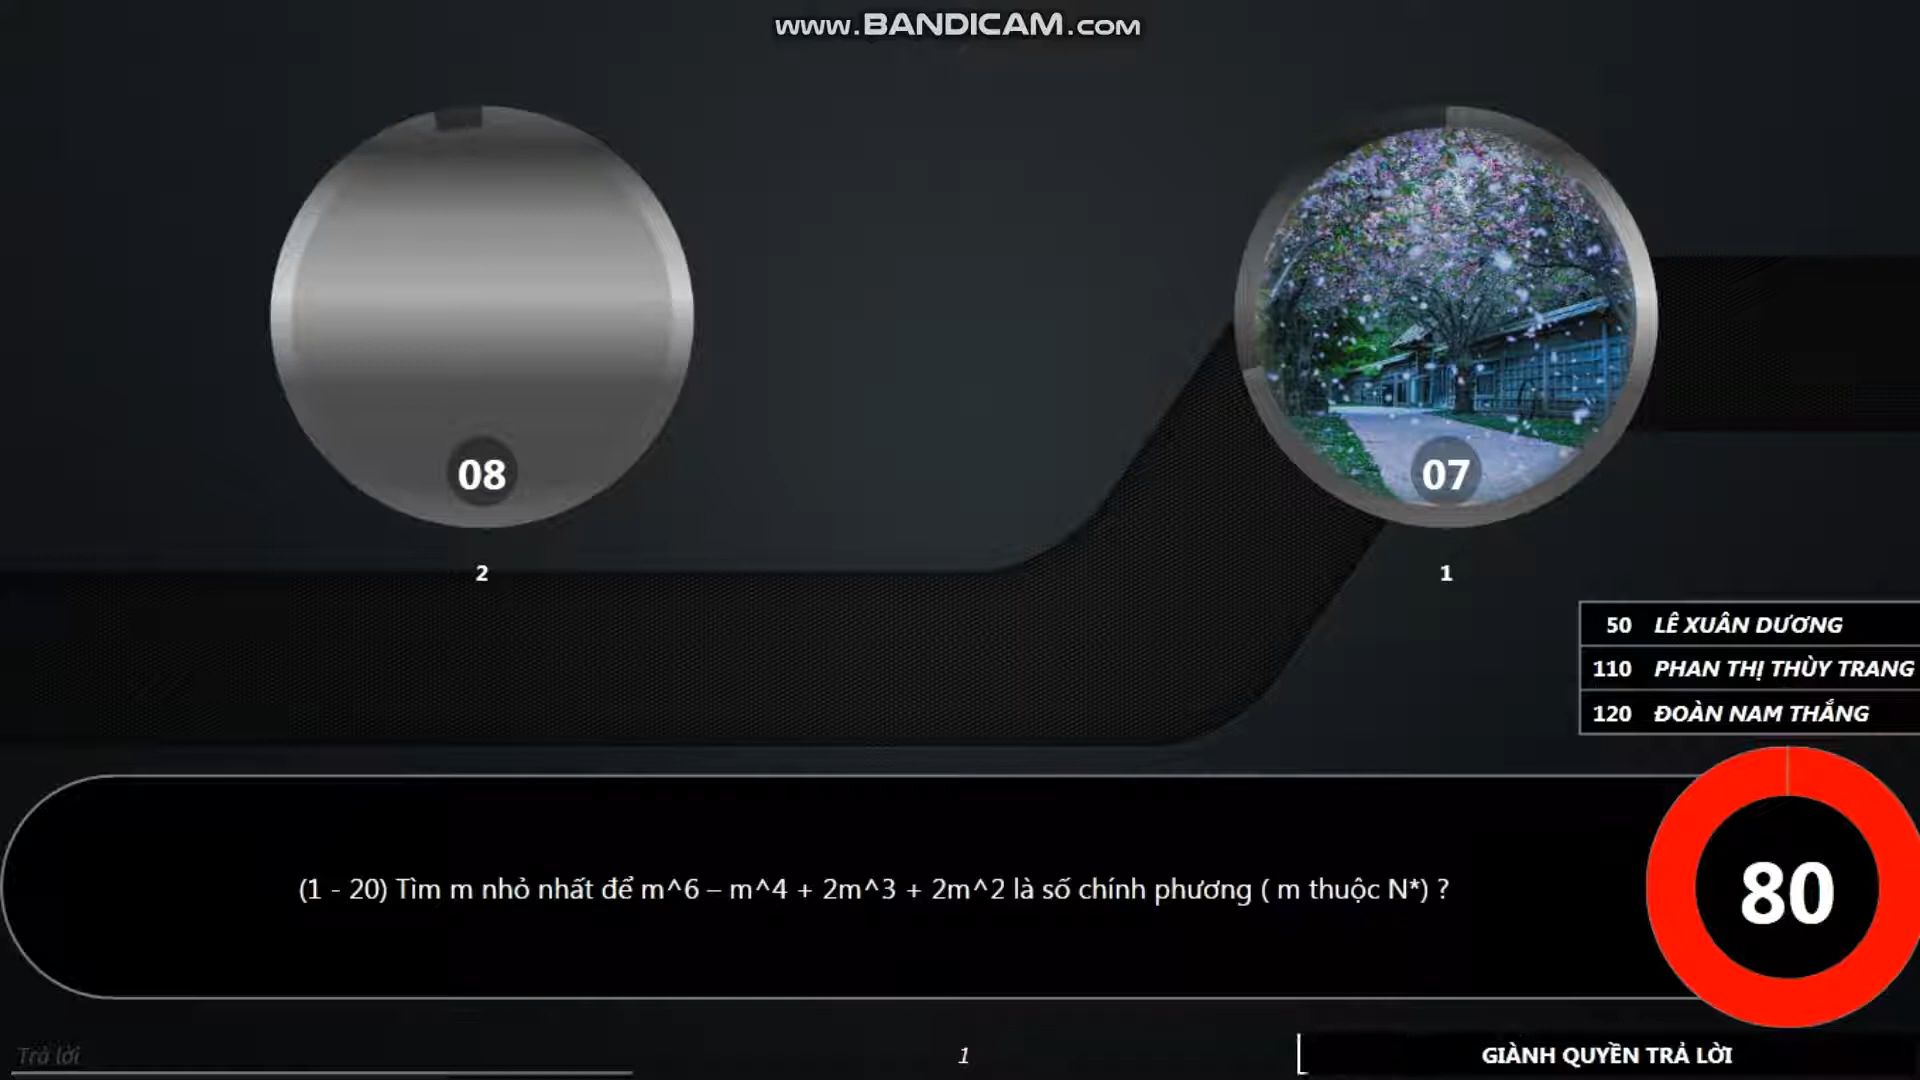 www.BANDICAM.com
08
07
2
1
50 LÊ XUÂN DƯƠNG
110 PHAN THỊ THÙY TRANG
120 ĐOÀN NAM THẮNG
(1 - 20) Tìm m nhỏ nhất để m^6 – m^4 + 2m^3 + 2m^2 là số chính phương ( m thuộc N*) ?
80
Trả lời
1
GIÀNH QUYỀN TRẢ LỜI